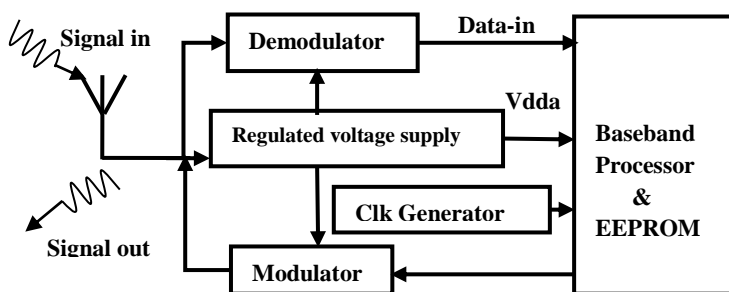 Signal in
Demodulator
Data-in
Vdda
Regulated voltage supply
Baseband
Processor
&
EEPROM
Clk Generator
Signal out
Modulator